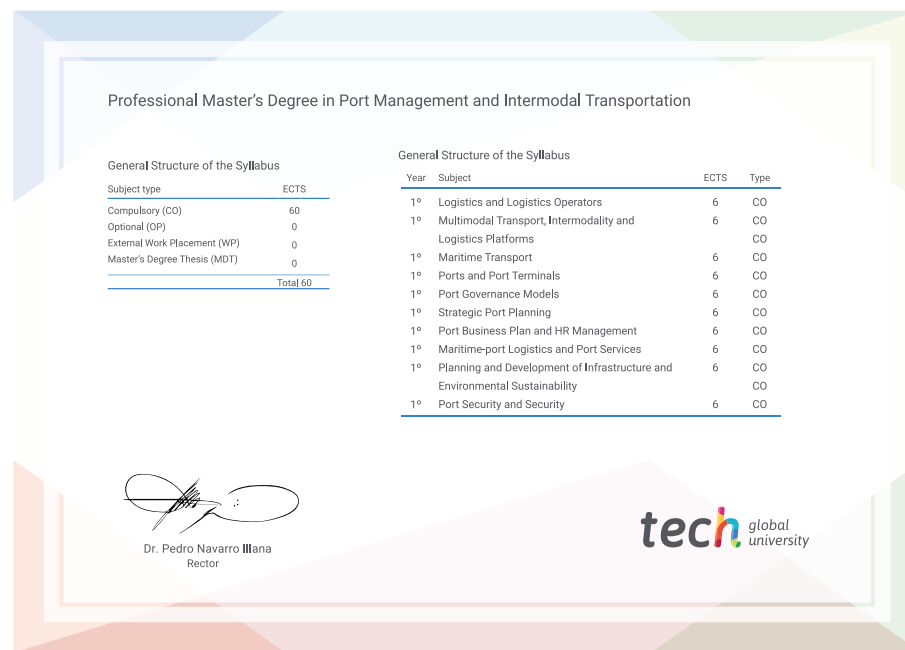 Professional Master's Degree in Port Management and Intermodal Transportation
General Structure of the Syllabus
Subject type ECTS
Compulsory (CO) 60
Optional (OP) 0
External Work Placement (WP) 0
Master's Degree Thesis (MDT) 0
Total 60
General Structure of the Syllabus
Year Subject ECTS Type
1º Logistics and Logistics Operators 6 CO
1º Multimodal Transport, Intermodality and 6 CO
Logistics Platforms CO
1º Maritime Transport 6 CO
1º Ports and Port Terminals 6 CO
1º Port Governance Models 6 CO
1º Strategic Port Planning 6 CO
1º Port Business Plan and HR Management 6 CO
1º Maritime-port Logistics and Port Services 6 CO
1º Planning and Development of Infrastructure and 6 CO
Environmental Sustainability CO
1º Port Security and Security 6 CO
Dr. Pedro Navarro Illana
Rector
tech global
university